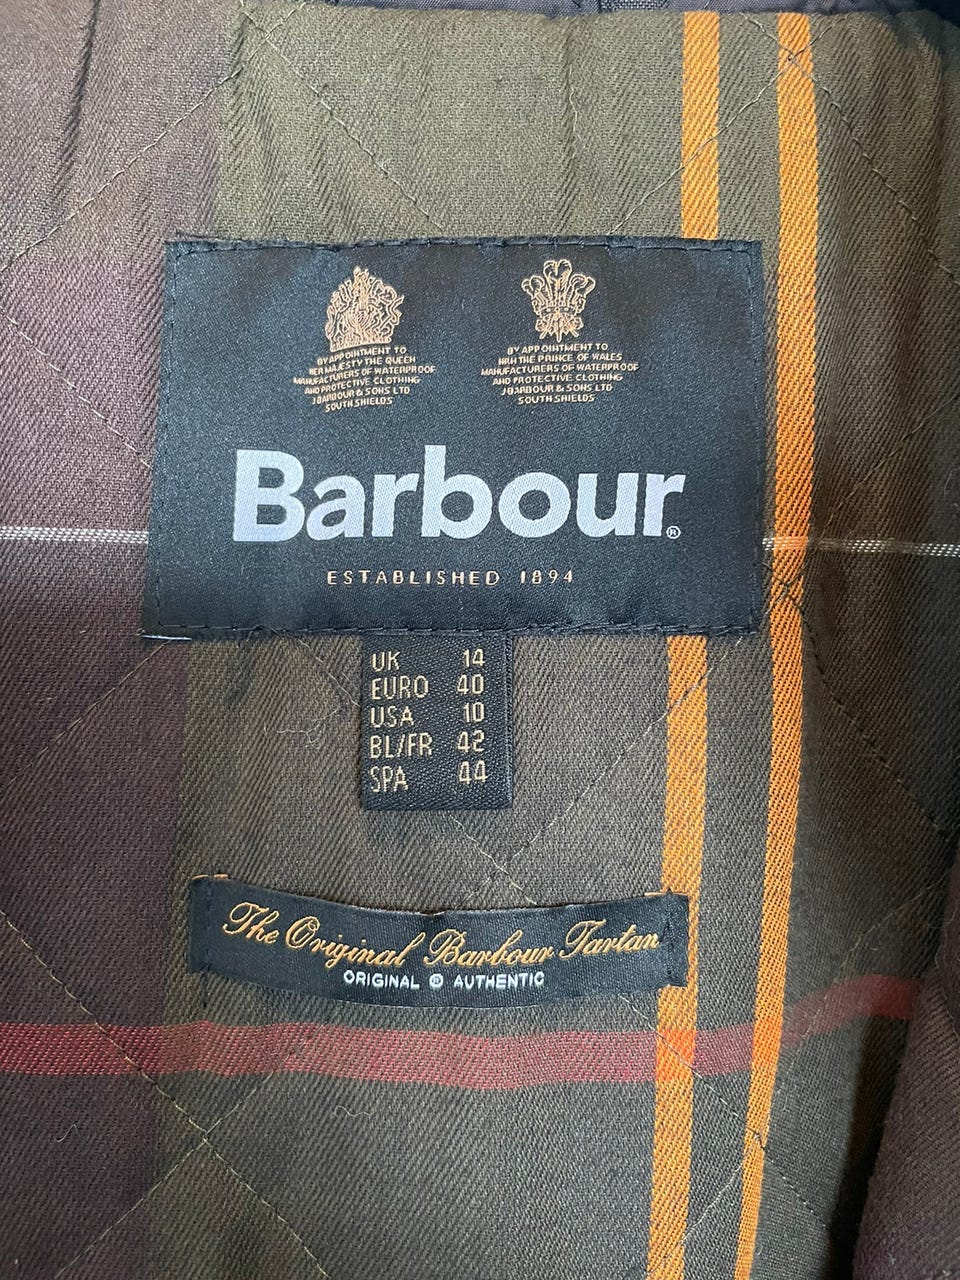 BY APPOINTMENT TO
HER MAJESTY THE QUEEN
MANUFACTURERS OF WATERPROOF
AND PROTECTIVE CLOTHING
J BARBOUR & SONS LTD
SOUTH SHIELDS
BY APPOINTMENT TO
HRH THE PRINCE OF WALES
MANUFACTURERS OF WATERPROOF
AND PROTECTIVE CLOTHING
J BARBOUR & SONS LTD
SOUTH SHIELDS
Barbour®
ESTABLISHED 1894
UK 14
EURO 40
USA 10
BL/FR 42
SPA 44
The Original Barbour Tartan
ORIGINAL ® AUTHENTIC